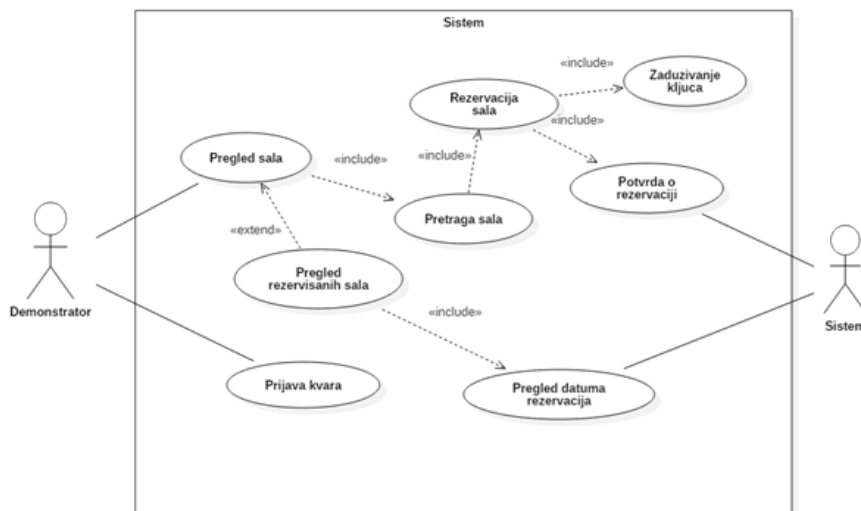 Sistem
«include»
Zaduzivanje
kljuca
Rezervacija
sala
«include»
Pregled sala
«include»
«include»
Potvrda o
rezervaciji
Pretraga sala
«extend»
Pregled
rezervisanih sala
Demonstrator
«include»
Sistem
Prijava kvara
Pregled datuma
rezervacija